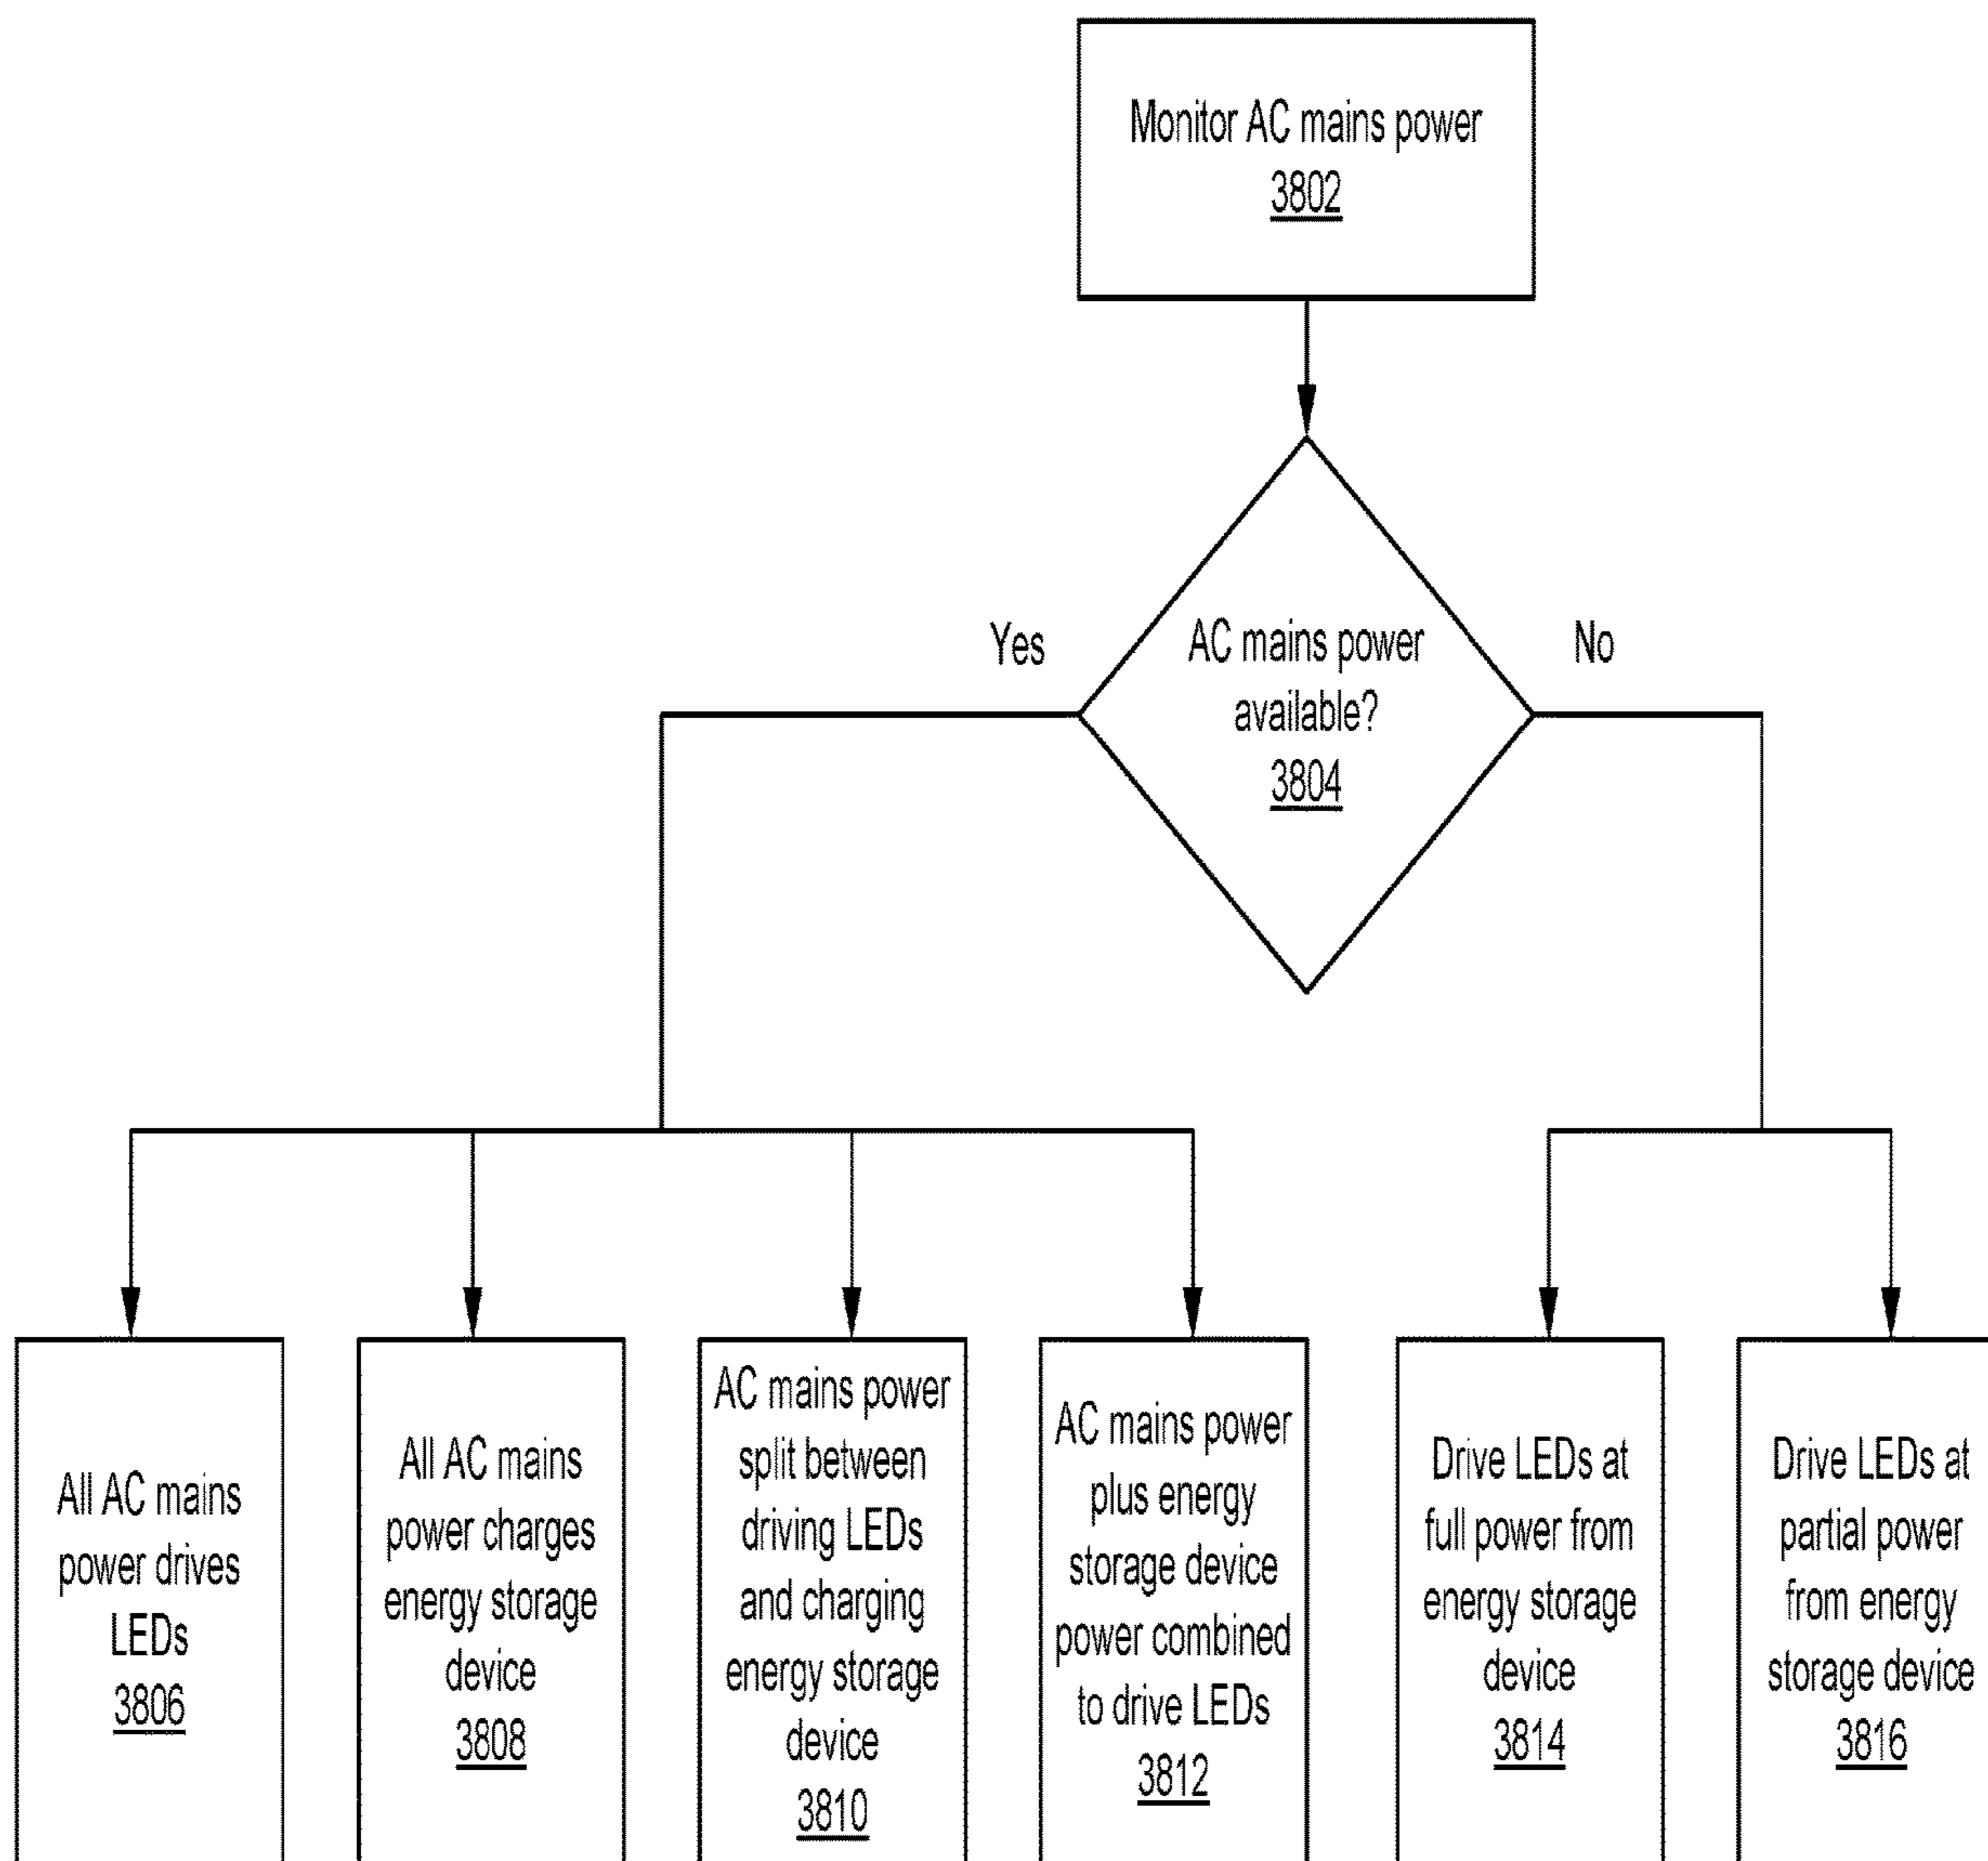 Monitor AC mains power
3802
Yes
AC mains power
available?
3804
No
All AC mains
power drives
LEDs
3806
All AC mains
power charges
energy storage
device
3808
AC mains power
split between
driving LEDs
and charging
energy storage
device
3810
AC mains power
plus energy
storage device
power combined
to drive LEDs
3812
Drive LEDs at
full power from
energy storage
device
3814
Drive LEDs at
partial power
from energy
storage device
3816